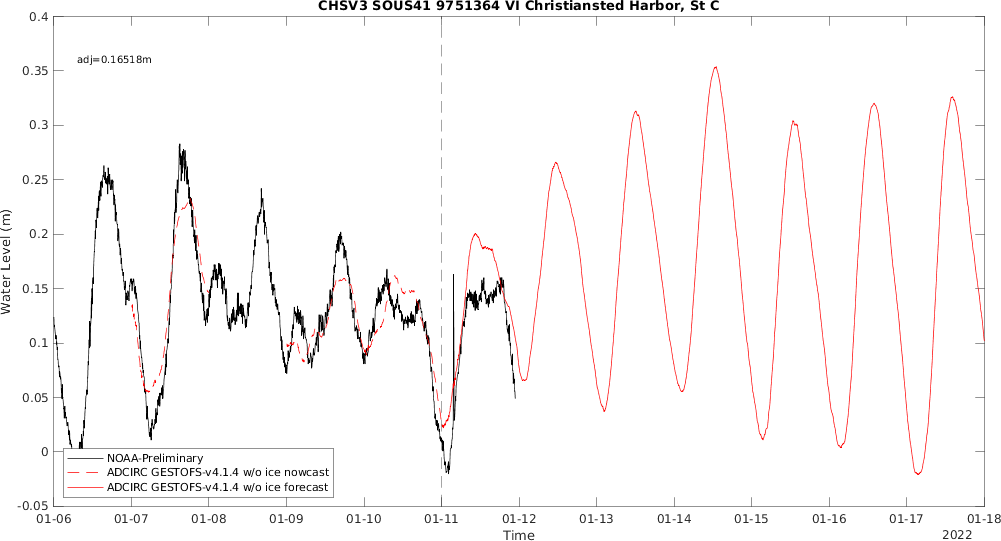 CHSV3 SOUS41 9751364 VI Christiansted Harbor, St C
adj=0.16518m
0.4
0.35
0.3
0.25
0.2
0.15
0.1
0.05
0
-0.05
Water Level (m)
NOAA-Preliminary
ADCIRC GESTOFS-v4.1.4 w/o ice nowcast
ADCIRC GESTOFS-v4.1.4 w/o ice forecast
01-06 01-07 01-08 01-09 01-10 01-11 01-12 01-13 01-14 01-15 01-16 01-17 01-18
Time
2022